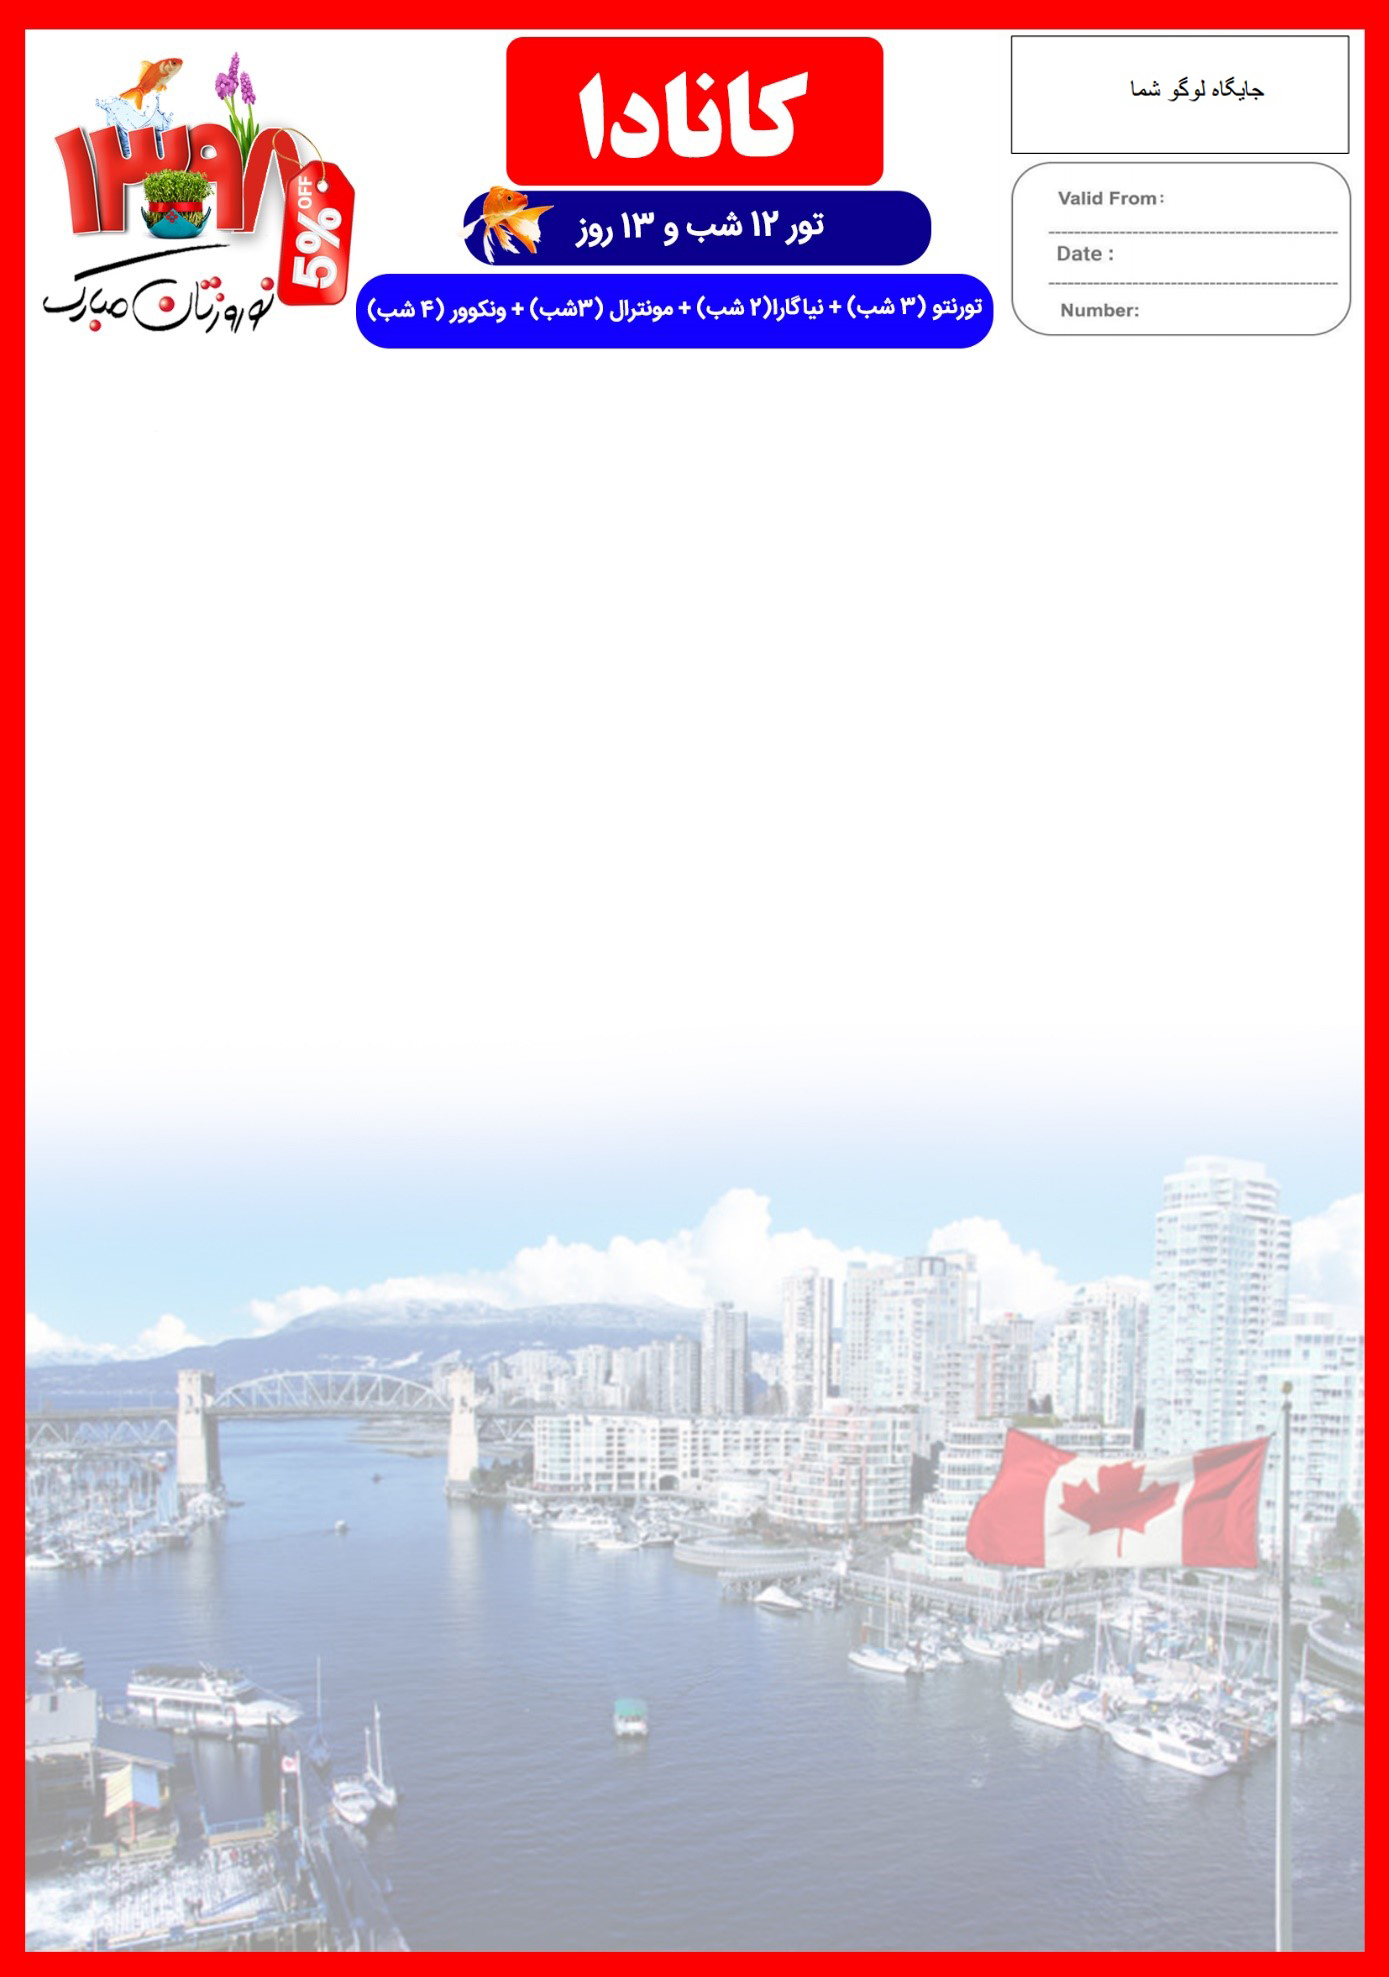 کانادا
تور ۱۲ شب و ۱۳ روز
تورنتو (۳ شب) + نیاگارا(۲ شب) + مونترال (۳شب) + ونکوور (۴ شب)
جایگاه لوگو شما
Valid From:
Date :
Number:
۱۳۹۸
5% OFF
نوروزتان مبارک